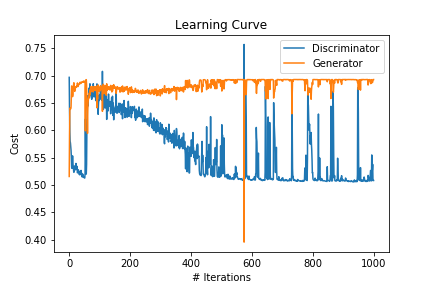 Learning Curve
Discriminator
Generator
0.75
0.70
0.65
0.60
0.55
0.50
0.45
0.40
Cost
0 200 400 600 800 1000
# Iterations